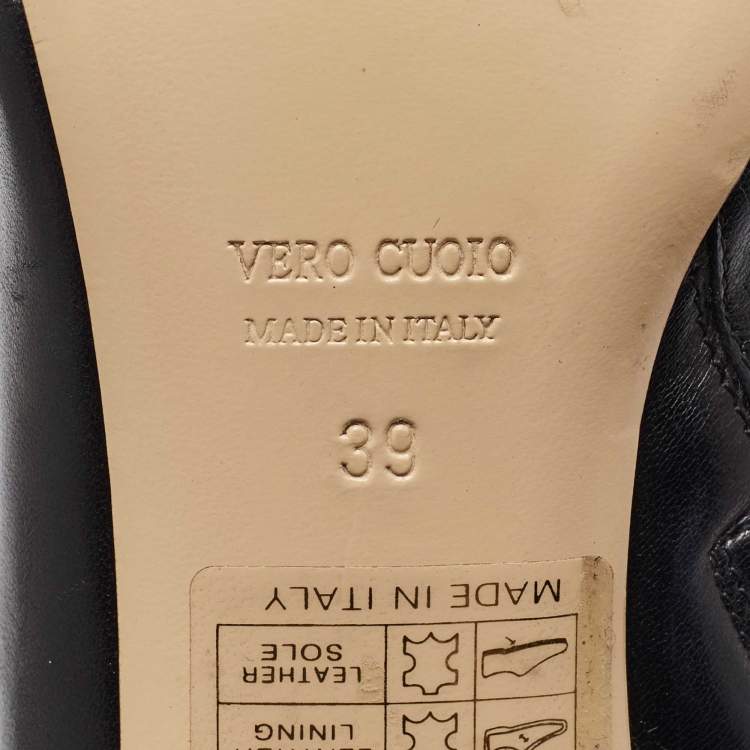 VERO CUOIO
MADE IN ITALY
39
MADE IN ITALY
LEATHER
SOLE
LINING